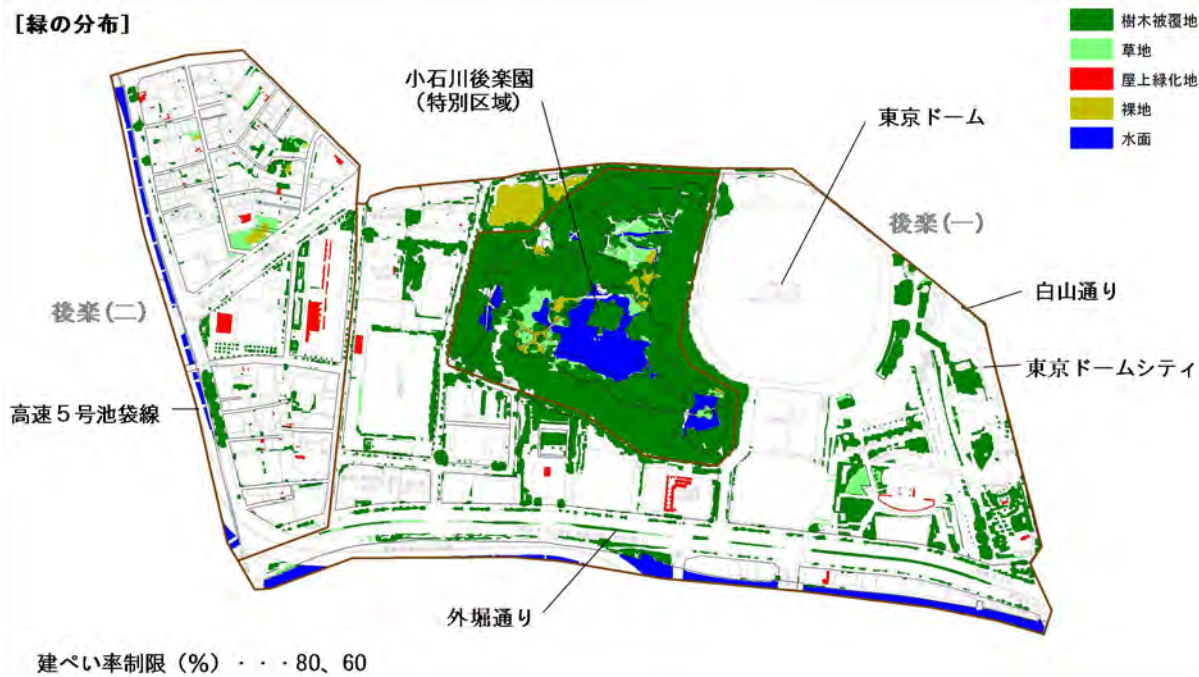 [緑の分布]
樹木被覆地
草地
屋上緑化地
裸地
水面
小石川後楽園
(特別区域)
東京ドーム
後楽(一)
白山通り
後楽(二)
東京ドームシティ
高速5号池袋線
外堀通り
建ぺい率制限(%)・・・80、60